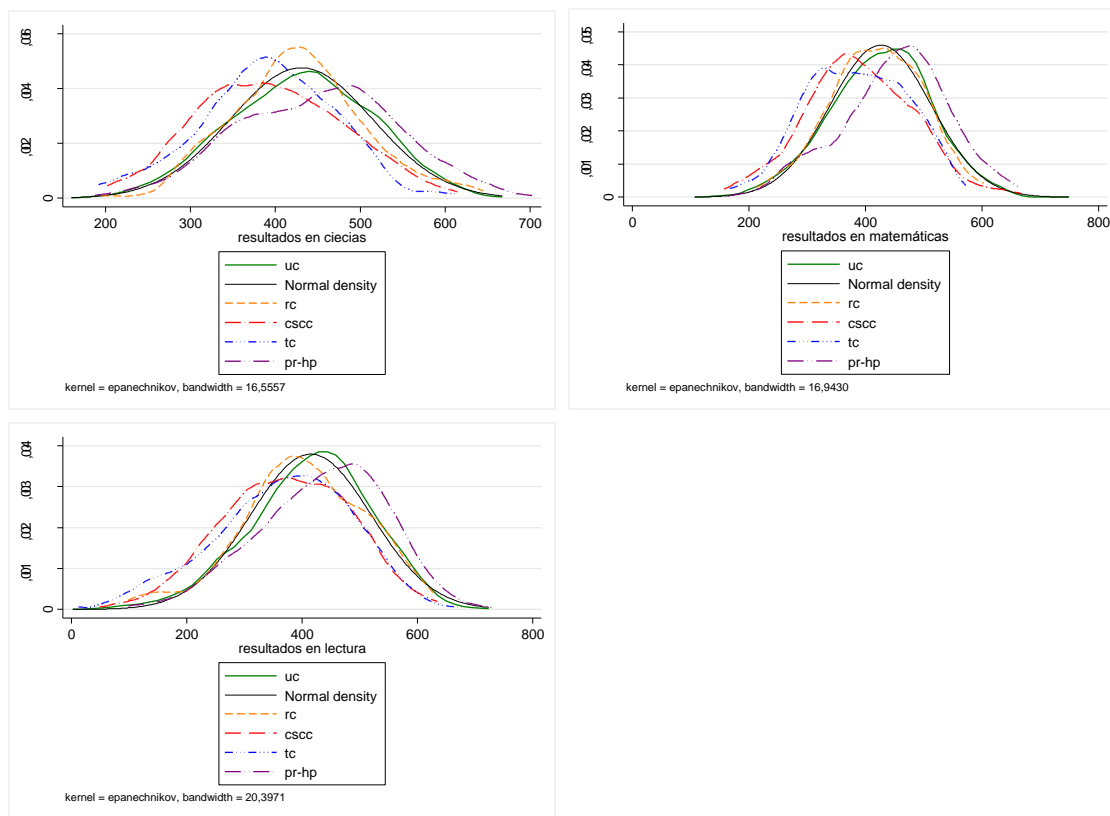 ,006
,004
,002
0
200 300 400 500 600 700
resultados en ciecias
uc
Normal density
rc
cscc
tc
pr-hp
kernel = epanechnikov, bandwidth = 16,5557
,005
,004
,003
,002
,001
0
0 200 400 600 800
resultados en matemáticas
uc
Normal density
rc
cscc
tc
pr-hp
kernel = epanechnikov, bandwidth = 16,9430
,004
,003
,002
,001
0
0 200 400 600 800
resultados en lectura
uc
Normal density
rc
cscc
tc
pr-hp
kernel = epanechnikov, bandwidth = 20,3971